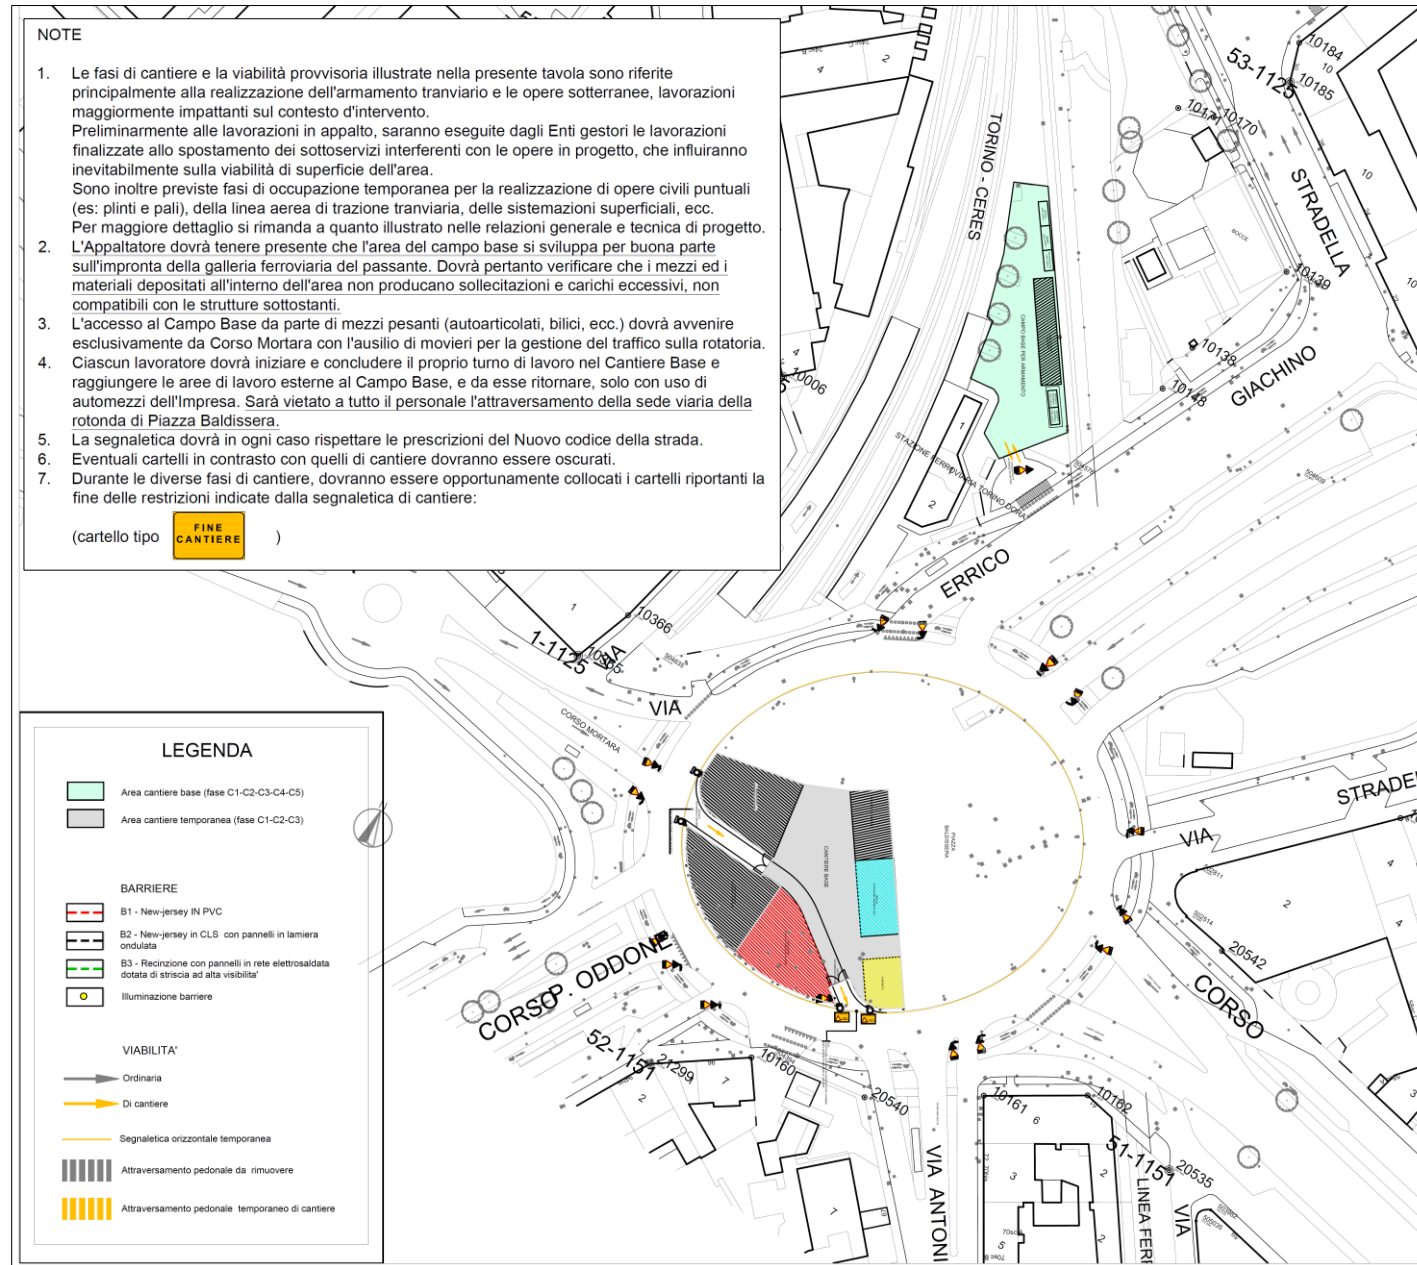 NOTE
1. Le fasi di cantiere e la viabilità provvisoria illustrate nella presente tavola sono riferite
principalmente alla realizzazione dell'armamento tranviario e le opere sotterranee, lavorazioni
maggiormente impattanti sul contesto d'intervento.
Preliminarmente alle lavorazioni in appalto, saranno eseguite dagli Enti gestori le lavorazioni
finalizzate allo spostamento dei sottoservizi interferenti con le opere in progetto, che influiranno
inevitabilmente sulla viabilità di superficie dell'area.
Sono inoltre previste fasi di occupazione temporanea per la realizzazione di opere civili puntuali
(es: plinti e pali), della linea aerea di trazione tranviaria, delle sistemazioni superficiali, ecc.
Per maggiore dettaglio si rimanda a quanto illustrato nelle relazioni generale e tecnica di progetto.
2. L'Appaltatore dovrà tenere presente che l'area del campo base si sviluppa per buona parte
sull'impronta della galleria ferroviaria del passante. Dovrà pertanto verificare che i mezzi ed i
materiali depositati all'interno dell'area non producano sollecitazioni e carichi eccessivi, non
compatibili con le strutture sottostanti.
3. L'accesso al Campo Base da parte di mezzi pesanti (autoarticolati, bilici, ecc.) dovrà avvenire
esclusivamente da Corso Mortara con l'ausilio di movieri per la gestione del traffico sulla rotatoria.
4. Ciascun lavoratore dovrà iniziare e concludere il proprio turno di lavoro nel Cantiere Base e
raggiungere le aree di lavoro esterne al Campo Base, e da esse ritornare, solo con uso di
automezzi dell'Impresa. Sarà vietato a tutto il personale l'attraversamento della sede viaria della
rotonda di Piazza Baldissera.
5. La segnaletica dovrà in ogni caso rispettare le prescrizioni del Nuovo codice della strada.
6. Eventuali cartelli in contrasto con quelli di cantiere dovranno essere oscurati.
7. Durante le diverse fasi di cantiere, dovranno essere opportunamente collocati i cartelli riportanti la
fine delle restrizioni indicate dalla segnaletica di cantiere:
(cartello tipo FINE CANTIERE )
TORINO - CERES
53-1125
10184
10185
10171
10170
STRADELLA
BOCCE
10139
10138
10148
GIACHINO
10006
CAMPO BASE PER ARMAMENTO
STAZIONE FERROVIARIA TORINO DORA
ERRICO
10366
1-1125
10365
VIA
VIA
CORSO MORTARA
CANTIERE BASE
PIAZZA
BALDISSERA
STRADEL
VIA
20542
CORSO
CORSO P. ODDONE
52-1151
21299
10160
20540
10161
10162
51-1151
20535
VIA ANTONI
LINEA FERR
VIA
LEGENDA
Area cantiere base (fase C1-C2-C3-C4-C5)
Area cantiere temporanea (fase C1-C2-C3)
BARRIERE
B1 - New-jersey IN PVC
B2 - New-jersey in CLS con pannelli in lamiera
ondulata
B3 - Recinzione con pannelli in rete elettrosaldata
dotata di striscia ad alta visibilita'
Illuminazione barriere
VIABILITA'
Ordinaria
Di cantiere
Segnaletica orizzontale temporanea
Attraversamento pedonale da rimuovere
Attraversamento pedonale temporaneo di cantiere